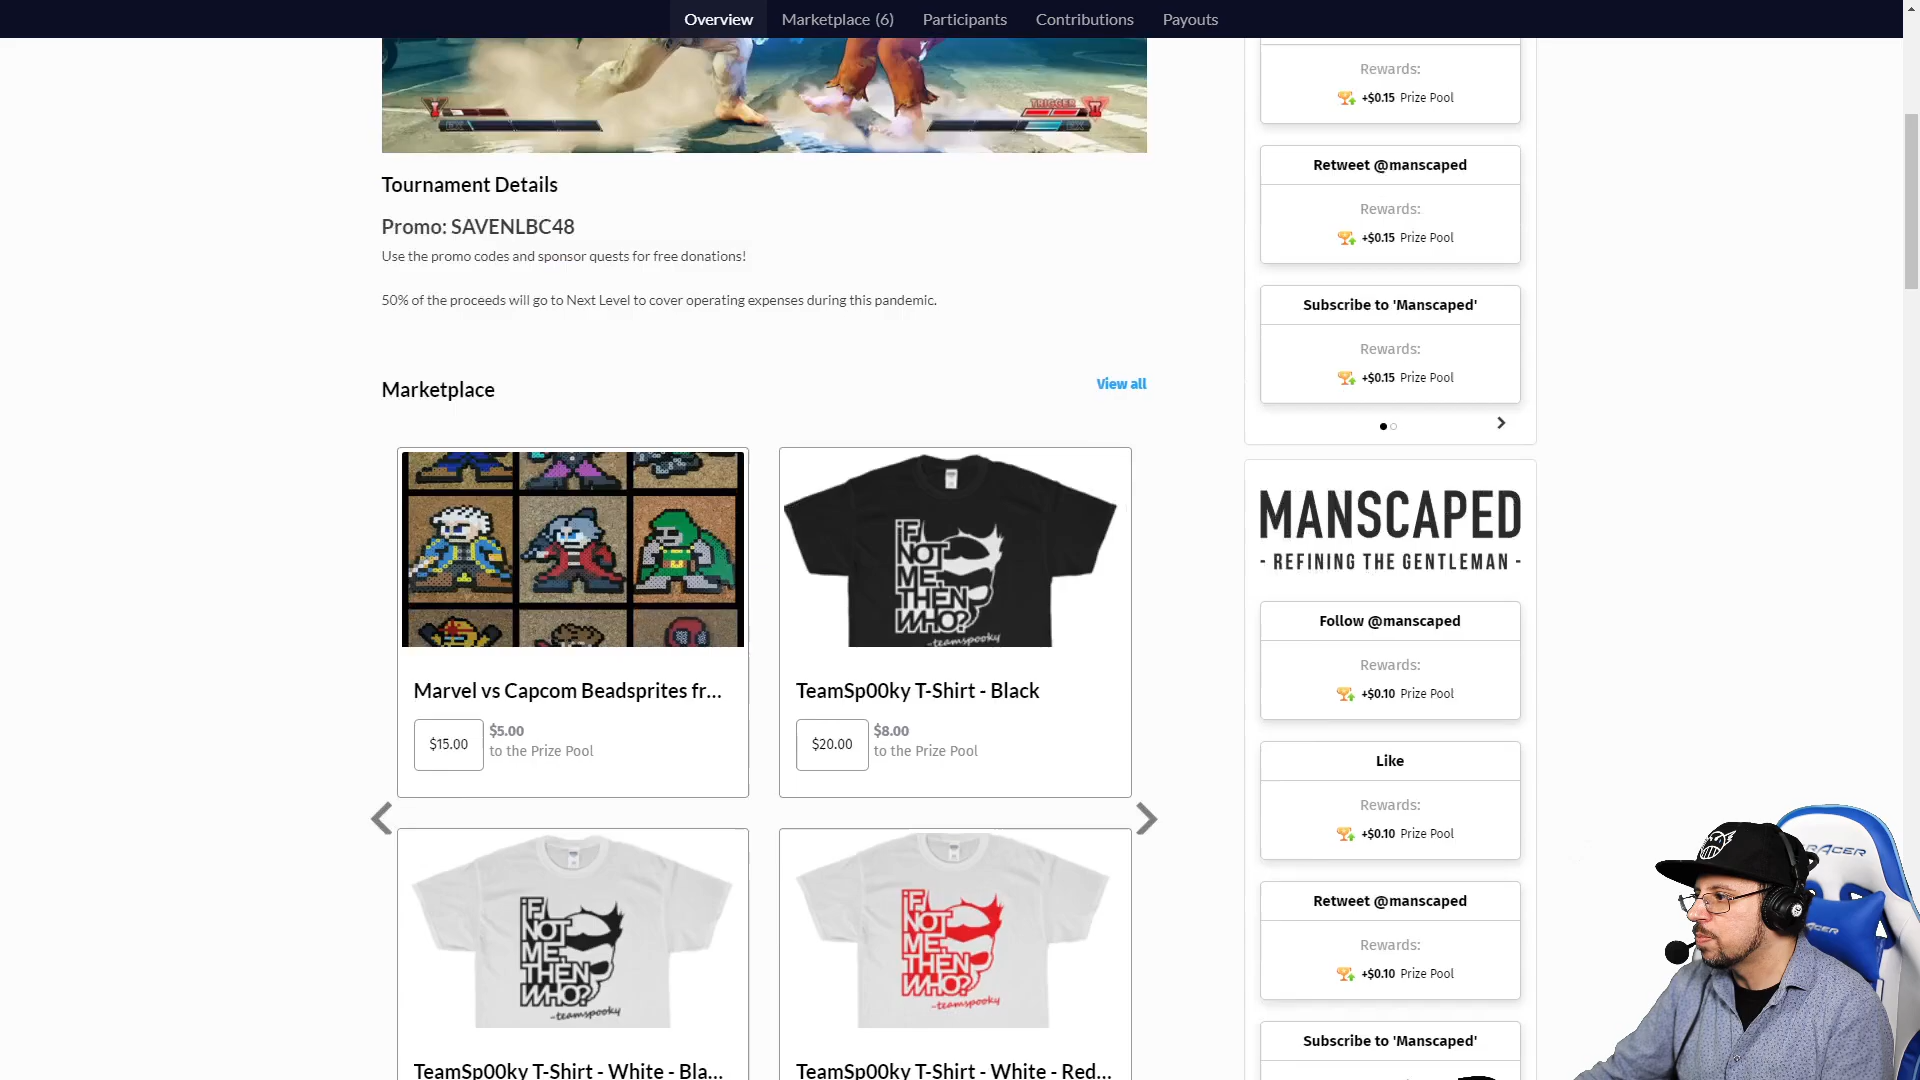 Overview
Marketplace (6)
Participants
Contributions
Payouts
TRIGGER
Tournament Details
Promo: SAVENLBC48
Use the promo codes and sponsor quests for free donations!
50% of the proceeds will go to Next Level to cover operating expenses during this pandemic.
Marketplace
View all
IF
NOT
ME,
THEN
WHO?
-teamspooky
Marvel vs Capcom Beadsprites fr...
$15.00
$5.00
to the Prize Pool
TeamSp00ky T-Shirt - Black
$20.00
$8.00
to the Prize Pool
IF
NOT
ME,
THEN
WHO?
-teamspooky
IF
NOT
ME,
THEN
WHO?
-teamspooky
TeamSp00ky T-Shirt - White - Bla...
TeamSp00ky T-Shirt - White - Red...
Rewards:
+$0.15 Prize Pool
Retweet @manscaped
Rewards:
+$0.15 Prize Pool
Subscribe to 'Manscaped'
Rewards:
+$0.15 Prize Pool
MANSCAPED
- REFINING THE GENTLEMAN -
Follow @manscaped
Rewards:
+$0.10 Prize Pool
Like
Rewards:
+$0.10 Prize Pool
Retweet @manscaped
Rewards:
+$0.10 Prize Pool
Subscribe to 'Manscaped'